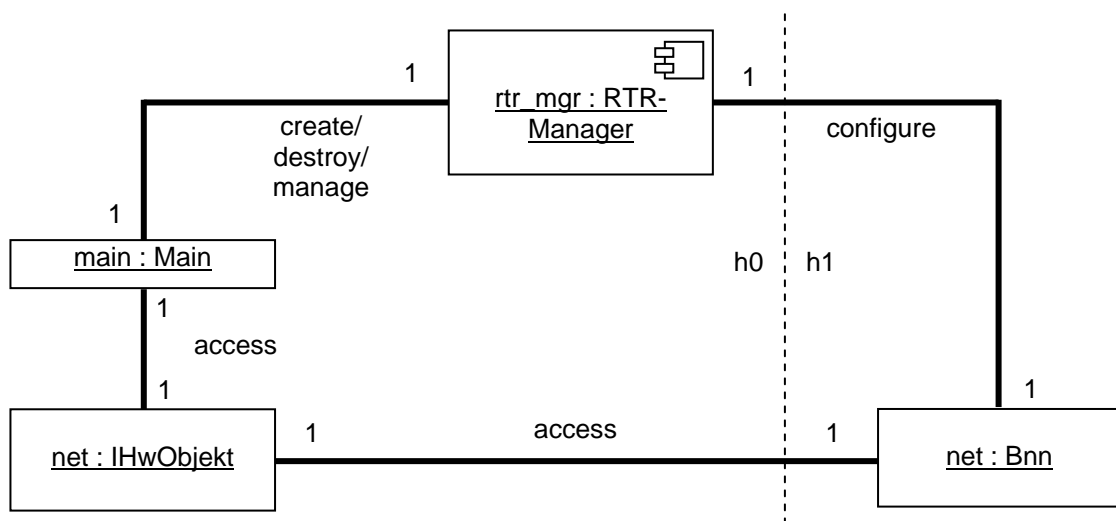 1
rtr_mgr : RTR-
Manager
1
create/
destroy/
manage
configure
1
main : Main
h0
h1
1
access
1
1
net : IHwObjekt
1
access
1
net : Bnn